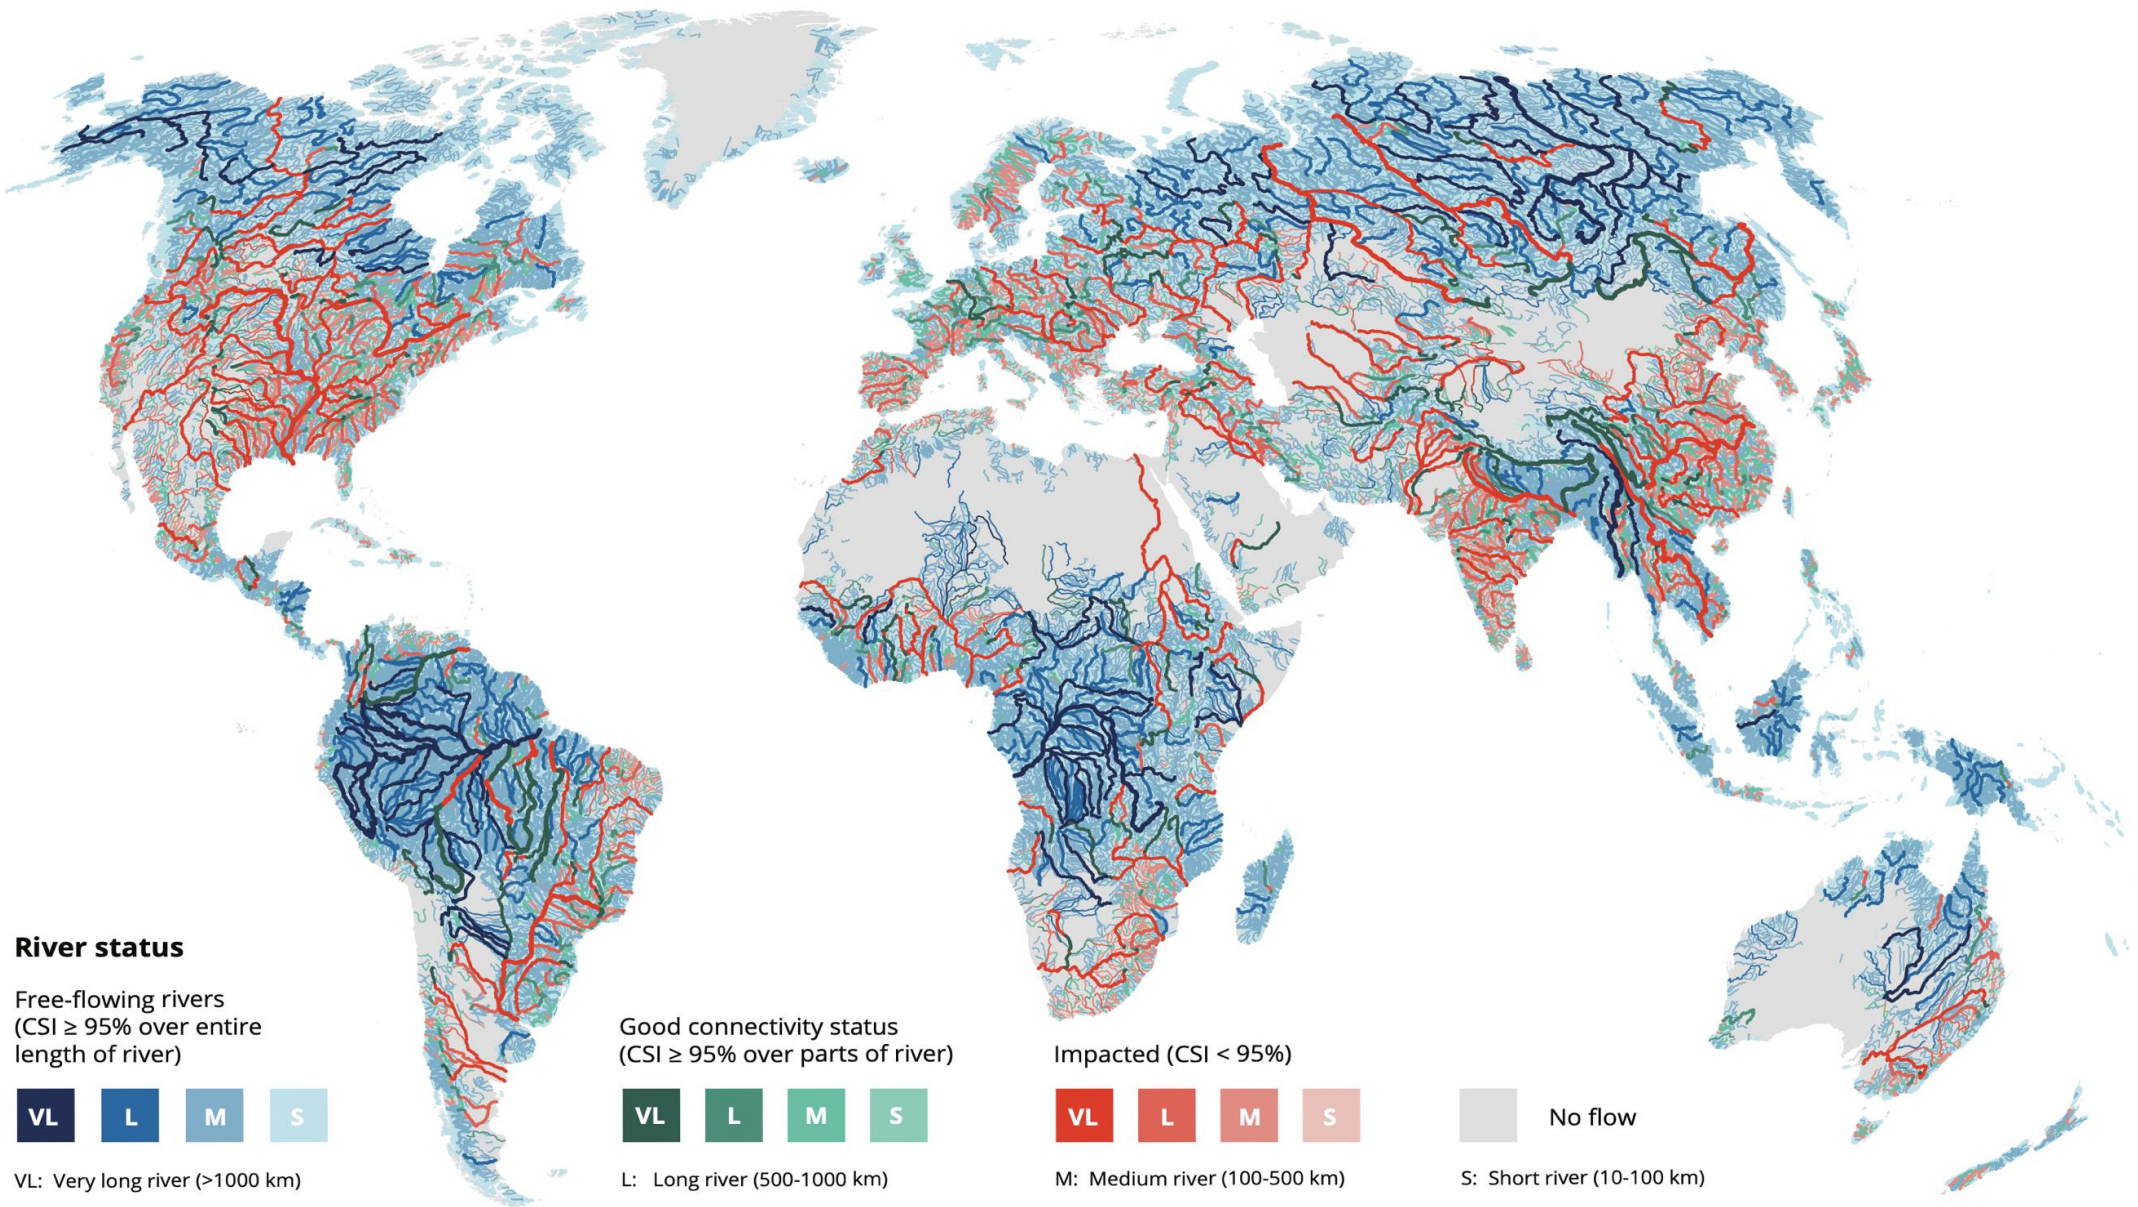 River status
Free-flowing rivers
(CSI ≥ 95% over entire
length of river)
VL L M S
Good connectivity status
(CSI ≥ 95% over parts of river)
VL L M S
Impacted (CSI < 95%)
VL L M S
No flow
VL: Very long river (>1000 km)
L: Long river (500-1000 km)
M: Medium river (100-500 km)
S: Short river (10-100 km)